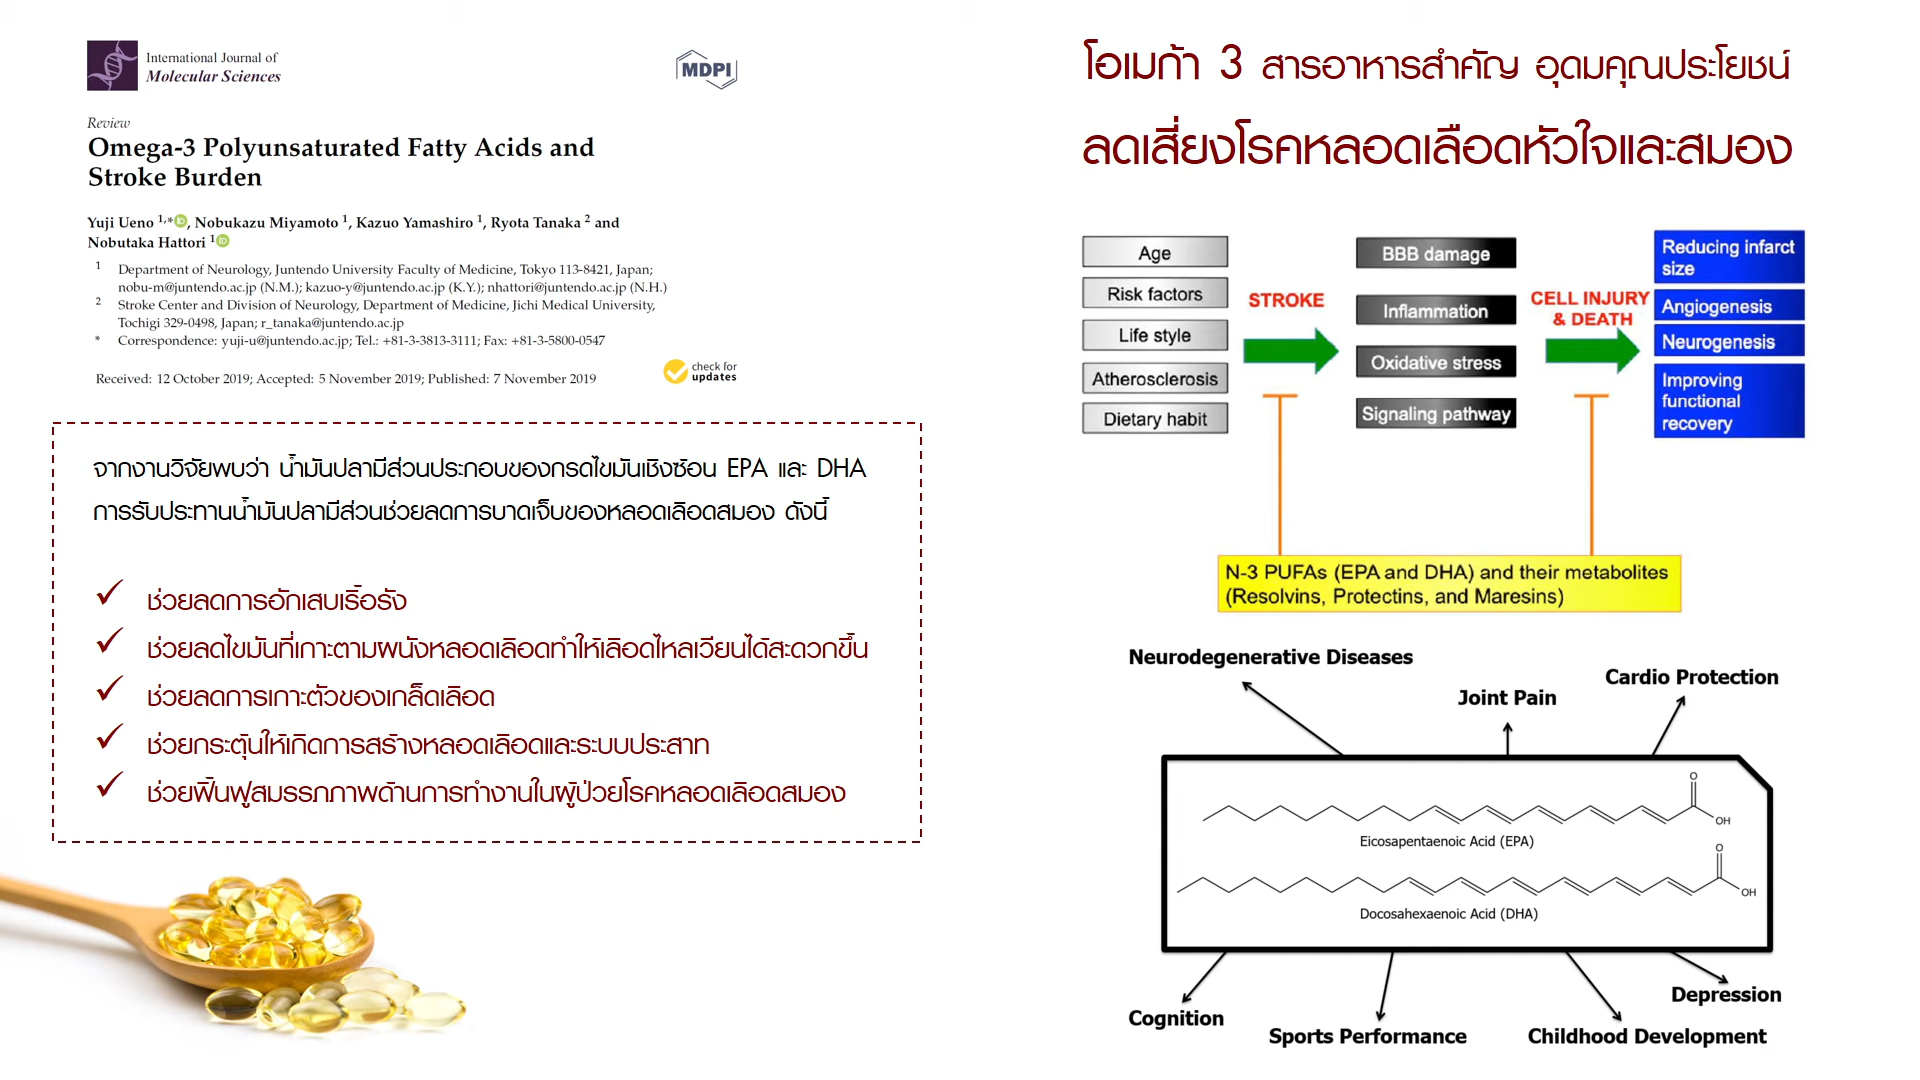 International Journal of
Molecular Sciences
MDPI
Review
Omega-3 Polyunsaturated Fatty Acids and
Stroke Burden
Yuji Ueno 1,*iD, Nobukazu Miyamoto 1, Kazuo Yamashiro 1, Ryota Tanaka 2 and
Nobutaka Hattori 1iD
1 Department of Neurology, Juntendo University Faculty of Medicine, Tokyo 113-8421, Japan;
nobu-m@juntendo.ac.jp (N.M.); kazuo-y@juntendo.ac.jp (K.Y.); nhattori@juntendo.ac.jp (N.H.)
2 Stroke Center and Division of Neurology, Department of Medicine, Jichi Medical University,
Tochigi 329-0498, Japan; r_tanaka@juntendo.ac.jp
* Correspondence: yuji-u@juntendo.ac.jp; Tel.: +81-3-3813-3111; Fax: +81-3-5800-0547
check for
updates
Received: 12 October 2019; Accepted: 5 November 2019; Published: 7 November 2019
จากงานวิจัยพบว่า น้ำมันปลามีส่วนประกอบของกรดไขมันเชิงซ้อน EPA และ DHA
การรับประทานน้ำมันปลามีส่วนช่วยลดการบาดเจ็บของหลอดเลือดสมอง ดังนี้
✓ ช่วยลดการอักเสบเรื้อรัง
✓ ช่วยลดไขมันที่เกาะตามผนังหลอดเลือดทำให้เลือดไหลเวียนได้สะดวกขึ้น
✓ ช่วยลดการเกาะตัวของเกล็ดเลือด
✓ ช่วยกระตุ้นให้เกิดการสร้างหลอดเลือดและระบบประสาท
✓ ช่วยฟื้นฟูสมรรถภาพด้านการทำงานในผู้ป่วยโรคหลอดเลือดสมอง
โอเมก้า 3 สารอาหารสำคัญ อุดมคุณประโยชน์
ลดเสี่ยงโรคหลอดเลือดหัวใจและสมอง
Age
Risk factors
Life style
Atherosclerosis
Dietary habit
STROKE
BBB damage
Inflammation
Oxidative stress
Signaling pathway
CELL INJURY
& DEATH
Reducing infarct
size
Angiogenesis
Neurogenesis
Improving
functional
recovery
N-3 PUFAs (EPA and DHA) and their metabolites
(Resolvins, Protectins, and Maresins)
Neurodegenerative Diseases
Joint Pain
Cardio Protection
O
OH
Eicosapentaenoic Acid (EPA)
O
OH
Docosahexaenoic Acid (DHA)
Cognition
Sports Performance
Childhood Development
Depression